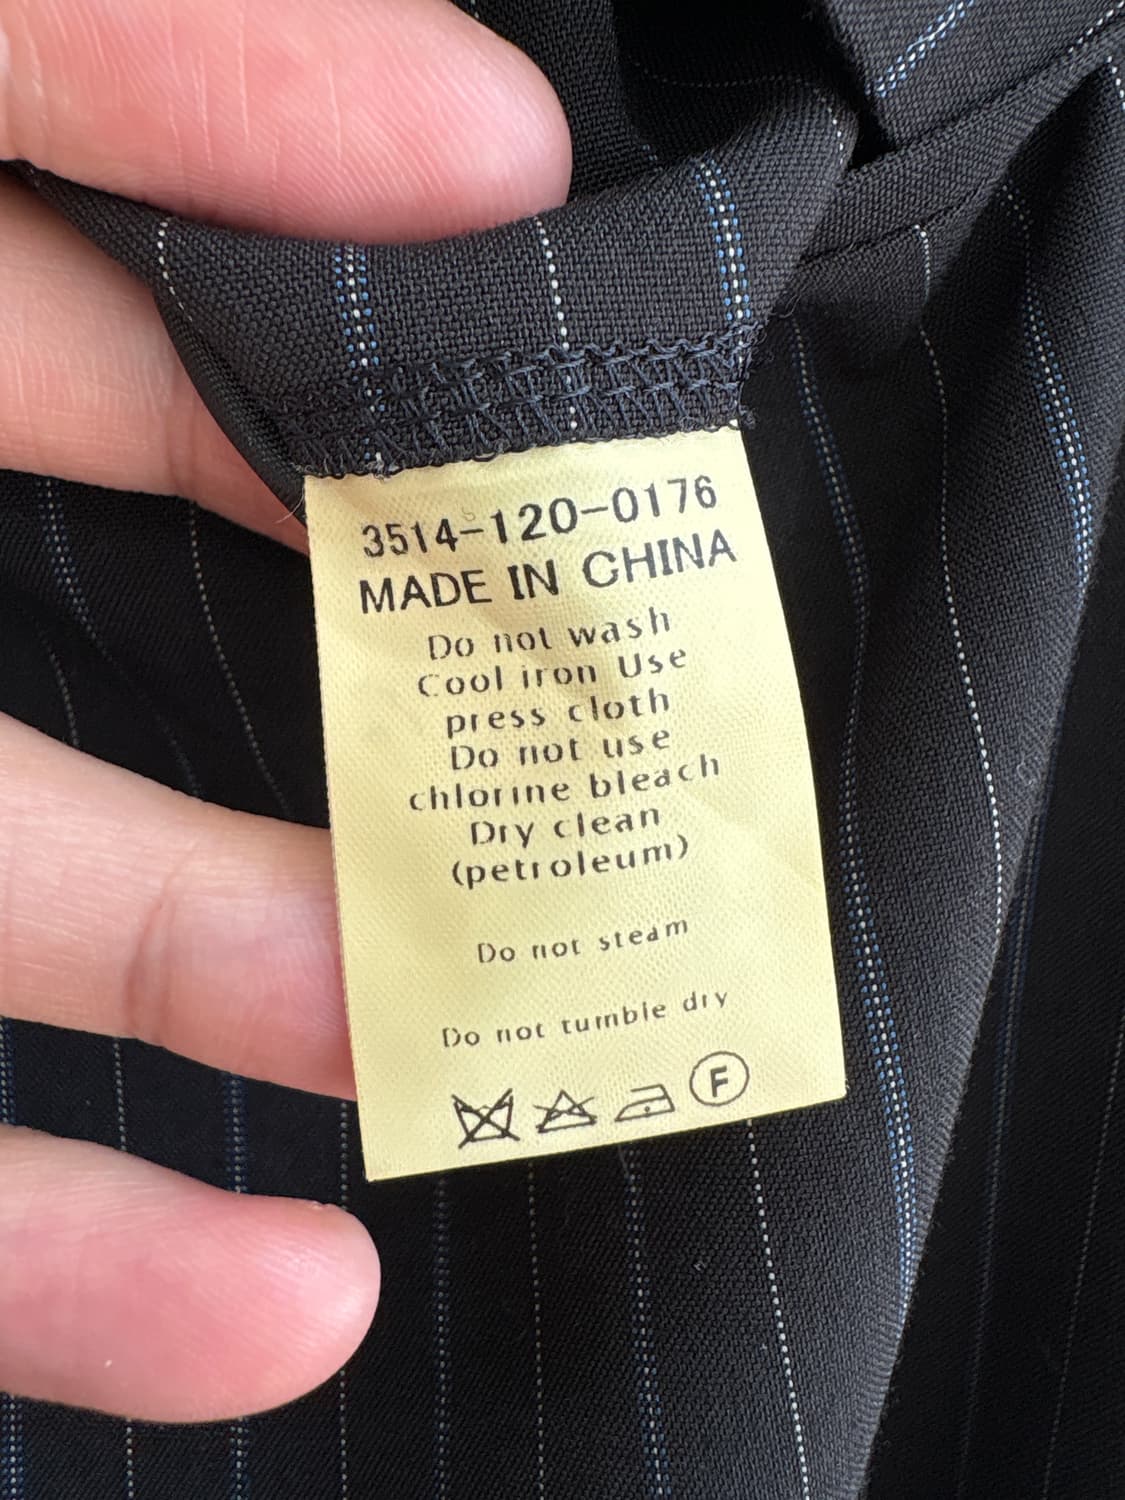 3514-120-0176
MADE IN CHINA
Do not wash
Cool iron Use
press cloth
Do not use
chlorine bleach
Dry clean
(petroleum)
Do not steam
Do not tumble dry
F